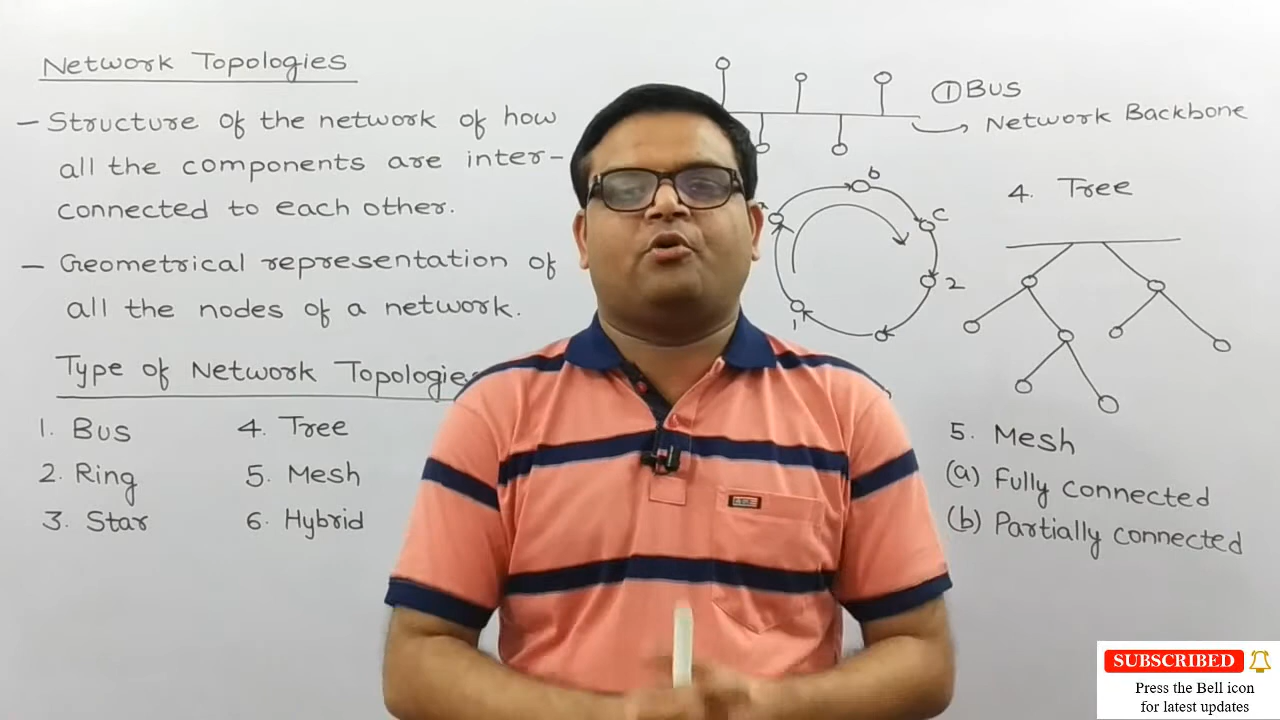 Network Topologies
- Structure of the network of how
all the components are inter-
connected to each other.
- Geometrical representation of
all the nodes of a network.
Type of Network Topologies
1. Bus
2. Ring
3. Star
4. Tree
5. Mesh
6. Hybrid
① BUS
Network Backbone
b
C
2
1
4. Tree
5. Mesh
(a) Fully connected
(b) Partially connected
SUBSCRIBED
Press the Bell icon
for latest updates